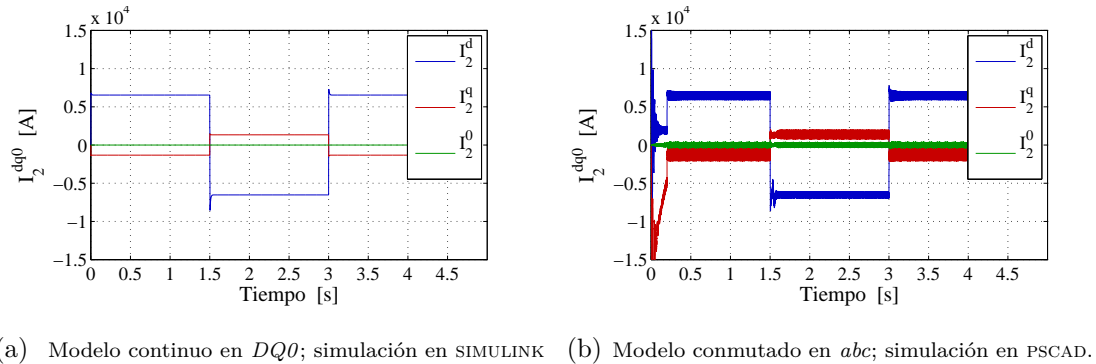 x 10^4
1.5
1
0.5
0
−0.5
−1
−1.5
I_2^{dq0} [A]
0 0.5 1 1.5 2 2.5 3 3.5 4 4.5
Tiempo [s]
I_2^d
I_2^q
I_2^0
(a) Modelo continuo en DQ0; simulación en SIMULINK
x 10^4
1.5
1
0.5
0
−0.5
−1
−1.5
I_2^{dq0} [A]
0 0.5 1 1.5 2 2.5 3 3.5 4 4.5
Tiempo [s]
I_2^d
I_2^q
I_2^0
(b) Modelo conmutado en abc; simulación en PSCAD.